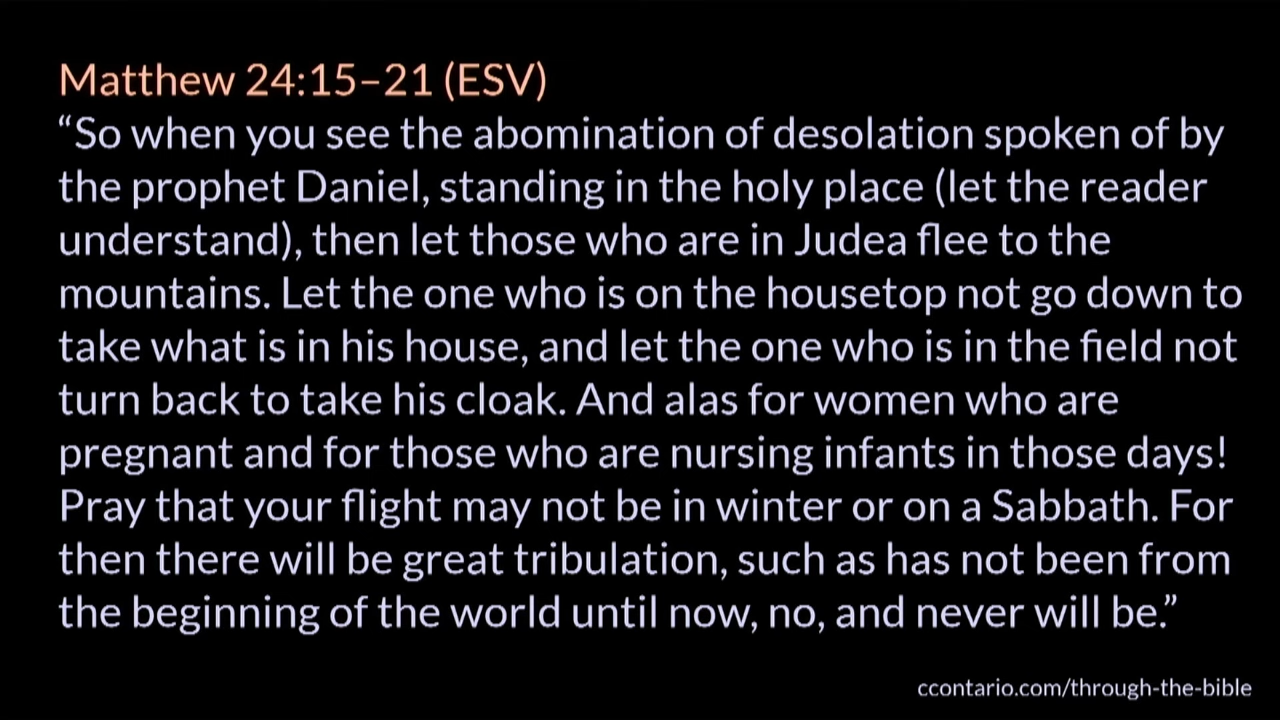 Matthew 24:15–21 (ESV)
“So when you see the abomination of desolation spoken of by
the prophet Daniel, standing in the holy place (let the reader
understand), then let those who are in Judea flee to the
mountains. Let the one who is on the housetop not go down to
take what is in his house, and let the one who is in the field not
turn back to take his cloak. And alas for women who are
pregnant and for those who are nursing infants in those days!
Pray that your flight may not be in winter or on a Sabbath. For
then there will be great tribulation, such as has not been from
the beginning of the world until now, no, and never will be.”
ccontario.com/through-the-bible